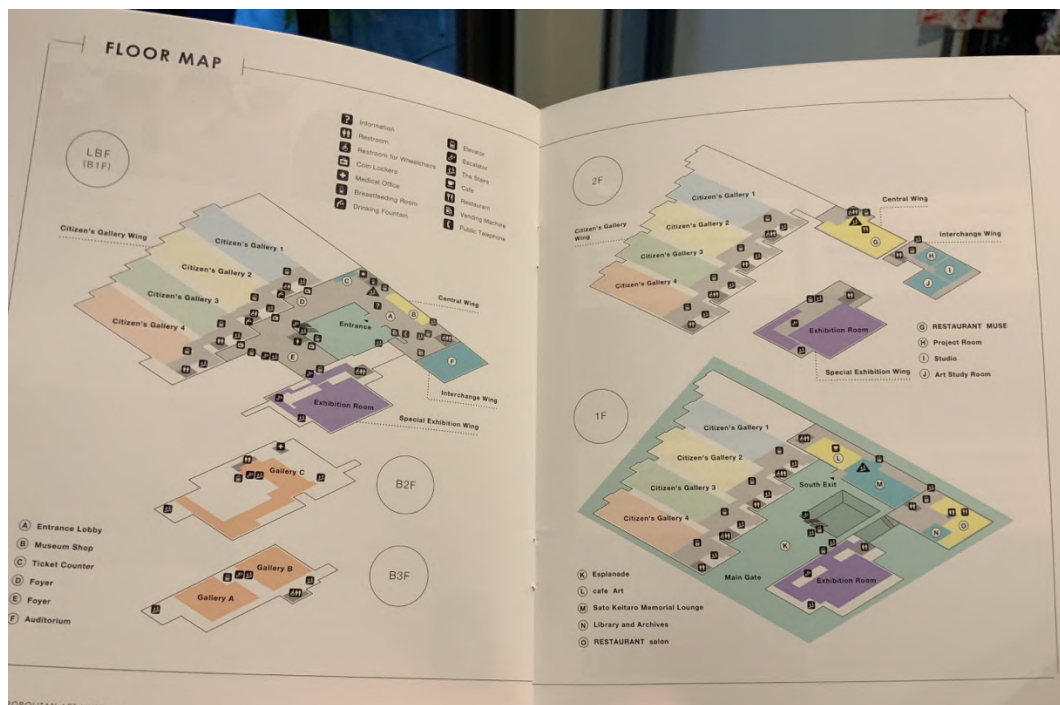 FLOOR MAP
LBF
(B1F)
Information
Restroom
Restroom for Wheelchairs
Coin Lockers
Medical Office
Breastfeeding Room
Drinking Fountain
Elevator
Escalator
The Stairs
Cafe
Restaurant
Vending Machine
Public Telephone
Citizen's Gallery Wing
Citizen's Gallery 1
Citizen's Gallery 2
Citizen's Gallery 3
Citizen's Gallery 4
C
D
A
B
E
F
Entrance
Central Wing
Interchange Wing
Exhibition Room
Special Exhibition Wing
Gallery C
B2F
Gallery B
Gallery A
B3F
A Entrance Lobby
B Museum Shop
C Ticket Counter
D Foyer
E Foyer
F Auditorium
2F
Citizen's Gallery
Wing
Citizen's Gallery 1
Citizen's Gallery 2
Citizen's Gallery 3
Citizen's Gallery 4
Central Wing
Interchange Wing
G
H
I
J
Exhibition Room
Special Exhibition Wing
G RESTAURANT MUSE
H Project Room
I Studio
J Art Study Room
1F
Citizen's Gallery 1
Citizen's Gallery 2
Citizen's Gallery 3
Citizen's Gallery 4
L
M
South Exit
O
N
K
Main Gate
Exhibition Room
K Esplanade
L cafe Art
M Sato Keitaro Memorial Lounge
N Library and Archives
O RESTAURANT salon